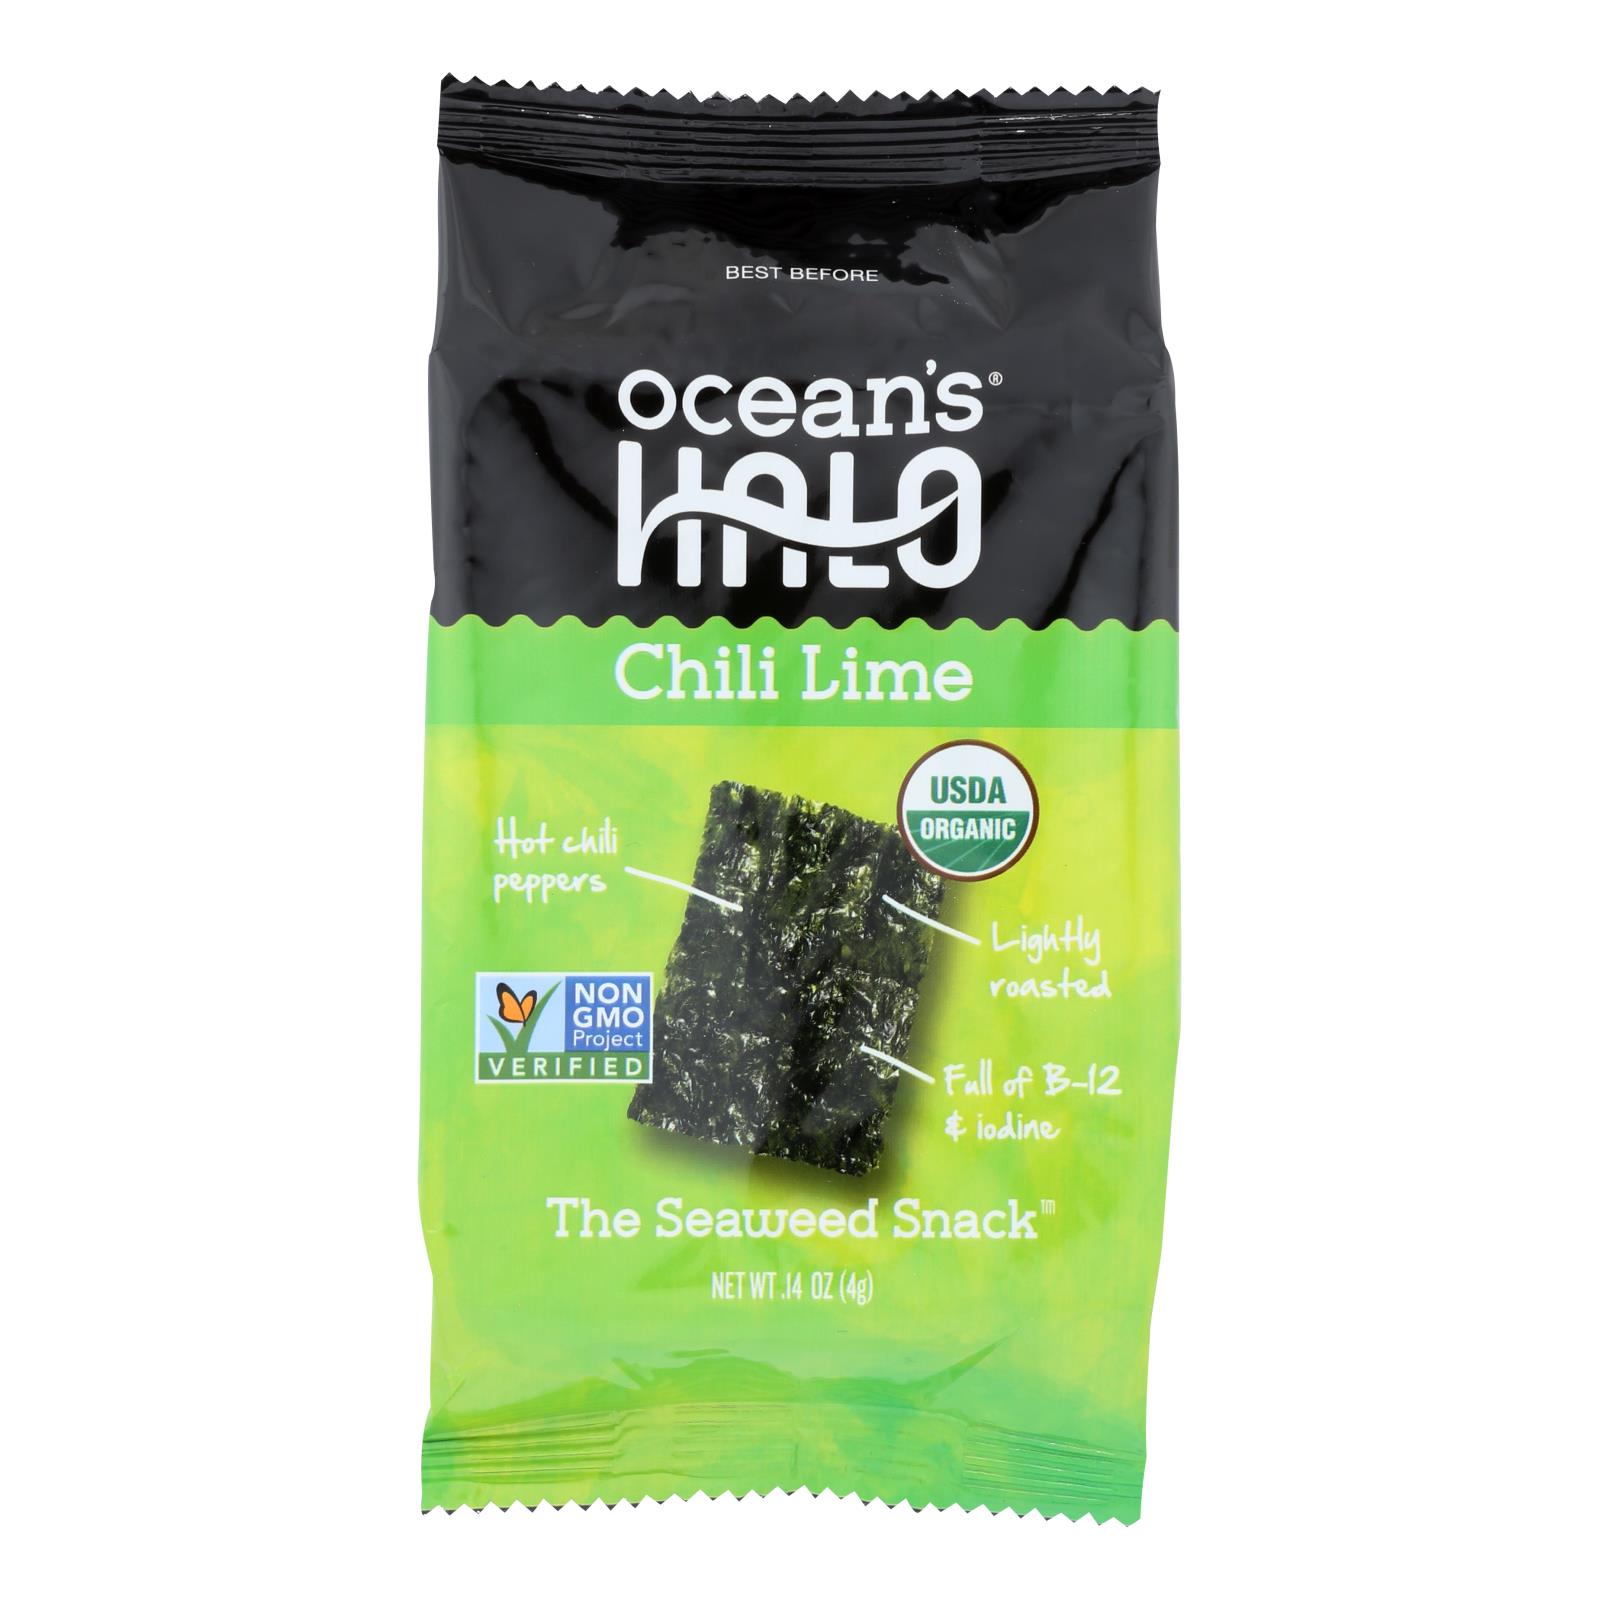 BEST BEFORE
ocean's®
HALO
Chili Lime
USDA
ORGANIC
Hot chili
peppers
Lightly
roasted
NON
GMO
Project
VERIFIED
Full of B-12
& iodine
The Seaweed Snack™
NET WT .14 OZ (4g)